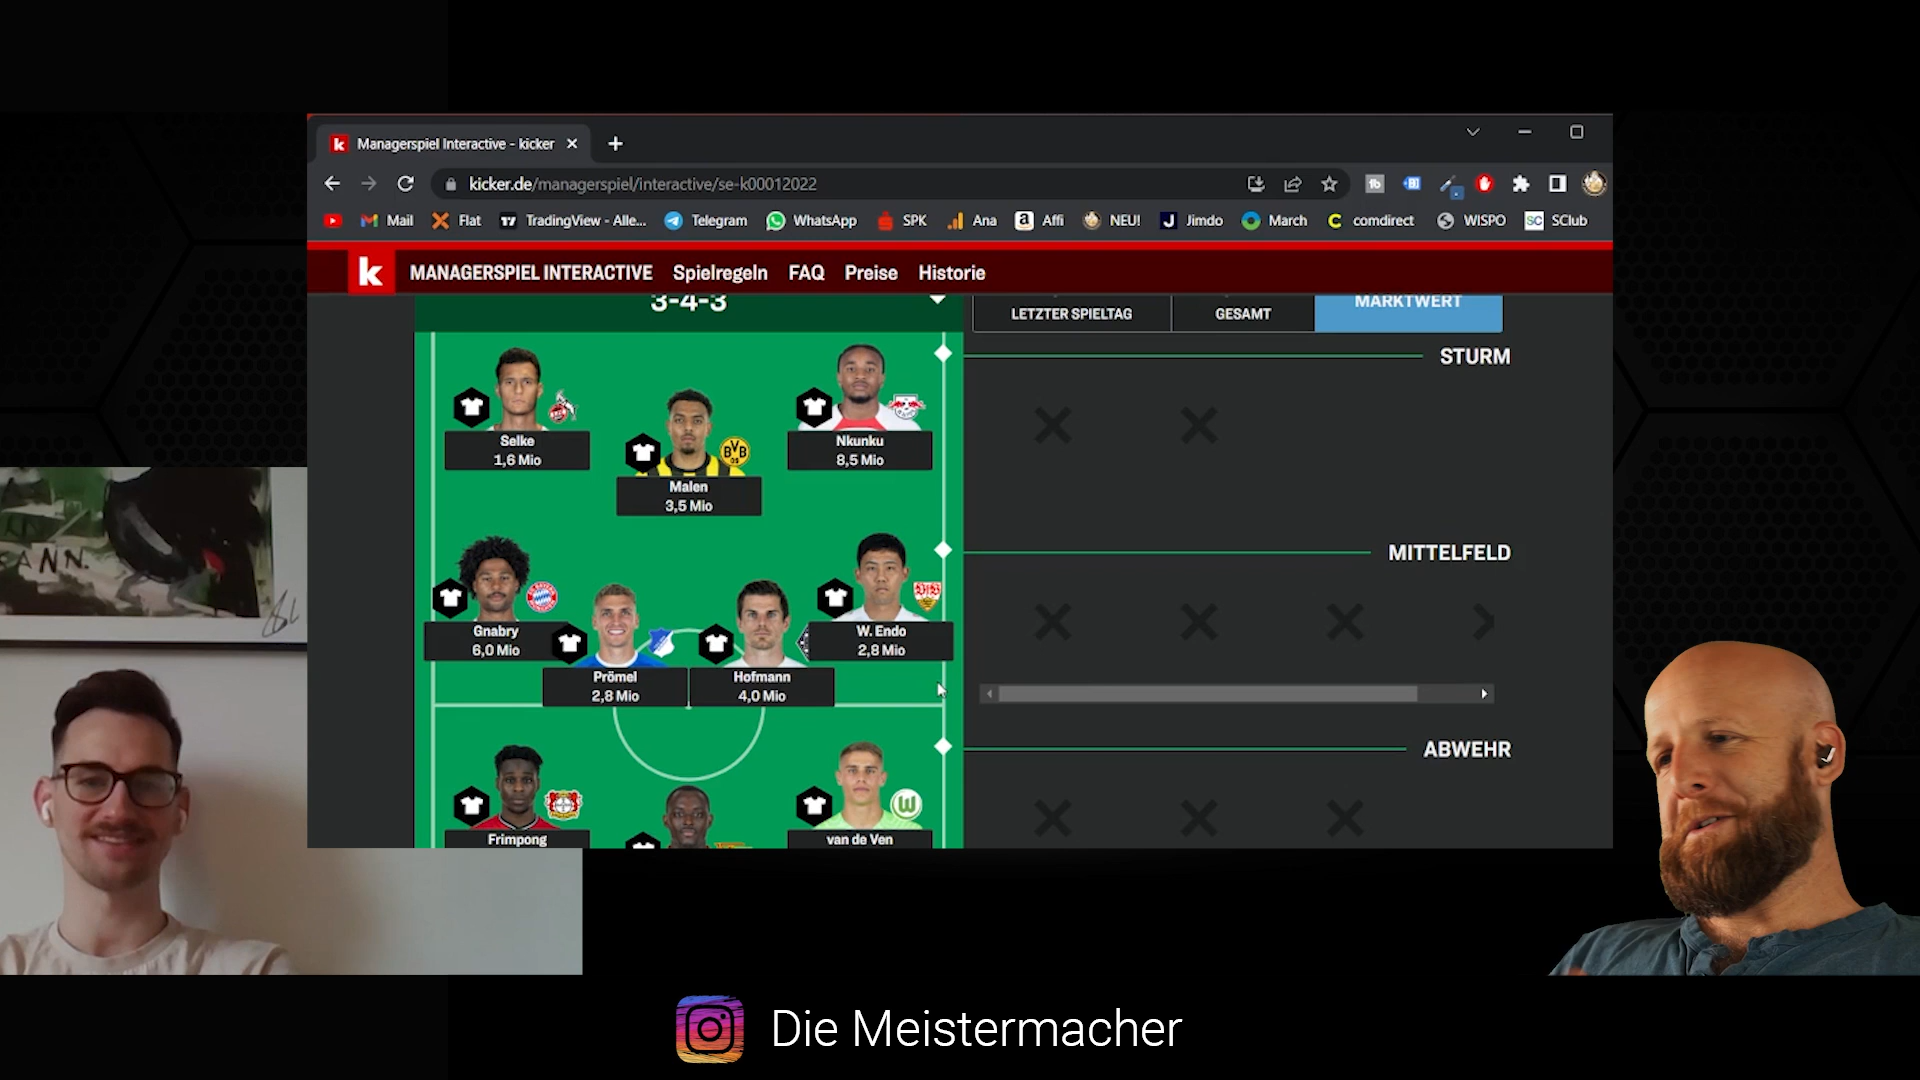 Managerspiel Interactive - kicker
kicker.de/managerspiel/interactive/se-k00012022
Mail Flat TradingView - Alle... Telegram WhatsApp SPK Ana Affi NEU! Jimdo March comdirect WISPO SClub
k MANAGERSPIEL INTERACTIVE Spielregeln FAQ Preise Historie
3-4-3
LETZTER SPIELTAG GESAMT MARKTWERT
STURM
Selke
1,6 Mio
Nkunku
8,5 Mio
BVB
09
Malen
3,5 Mio
MITTELFELD
ANN.
Gnabry
6,0 Mio
W. Endo
2,8 Mio
Prömel
2,8 Mio
Hofmann
4,0 Mio
ABWEHR
Frimpong
van de Ven
Die Meistermacher